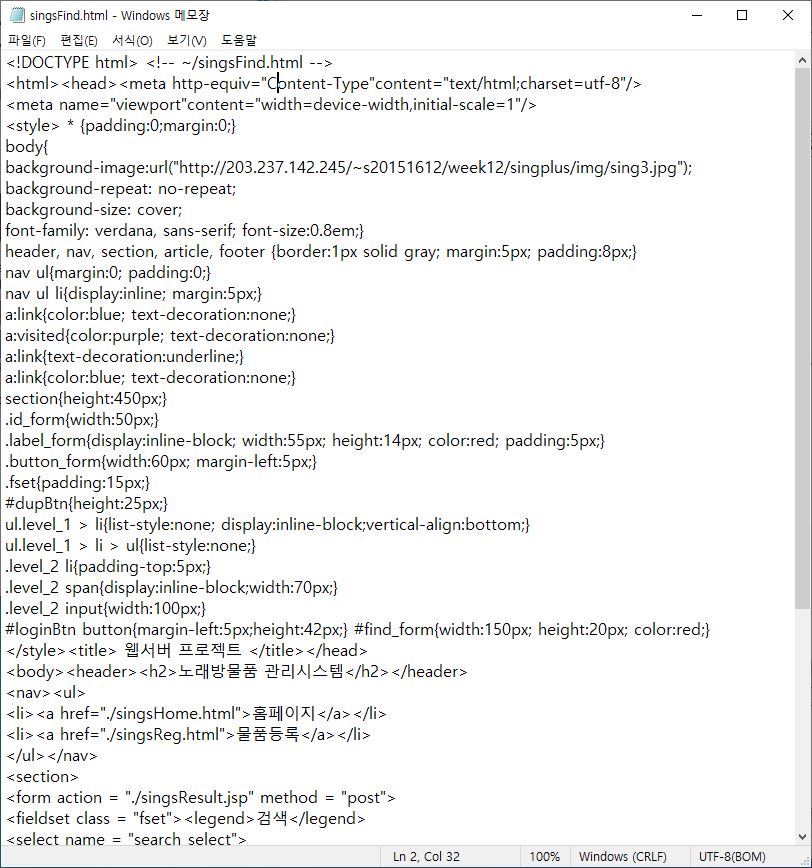 singsFind.html - Windows 메모장
파일(F) 편집(E) 서식(O) 보기(V) 도움말
<!DOCTYPE html> <!-- ~/singsFind.html -->
<html><head><meta http-equiv="Content-Type"content="text/html;charset=utf-8"/>
<meta name="viewport"content="width=device-width,initial-scale=1"/>
<style> * {padding:0;margin:0;}
body{
background-image:url("http://203.237.142.245/~s20151612/week12/singplus/img/sing3.jpg");
background-repeat: no-repeat;
background-size: cover;
font-family: verdana, sans-serif; font-size:0.8em;}
header, nav, section, article, footer {border:1px solid gray; margin:5px; padding:8px;}
nav ul{margin:0; padding:0;}
nav ul li{display:inline; margin:5px;}
a:link{color:blue; text-decoration:none;}
a:visited{color:purple; text-decoration:none;}
a:link{text-decoration:underline;}
a:link{color:blue; text-decoration:none;}
section{height:450px;}
.id_form{width:50px;}
.label_form{display:inline-block; width:55px; height:14px; color:red; padding:5px;}
.button_form{width:60px; margin-left:5px;}
.fset{padding:15px;}
#dupBtn{height:25px;}
ul.level_1 > li{list-style:none; display:inline-block;vertical-align:bottom;}
ul.level_1 > li > ul{list-style:none;}
.level_2 li{padding-top:5px;}
.level_2 span{display:inline-block;width:70px;}
.level_2 input{width:100px;}
#loginBtn button{margin-left:5px;height:42px;} #find_form{width:150px; height:20px; color:red;}
</style><title> 웹서버 프로젝트 </title></head>
<body><header><h2>노래방물품 관리시스템</h2></header>
<nav><ul>
<li><a href="./singsHome.html">홈페이지</a></li>
<li><a href="./singsReg.html">물품등록</a></li>
</ul></nav>
<section>
<form action = "./singsResult.jsp" method = "post">
<fieldset class = "fset"><legend>검색</legend>
<select name = "search_select">
Ln 2, Col 32 100% Windows (CRLF) UTF-8(BOM)